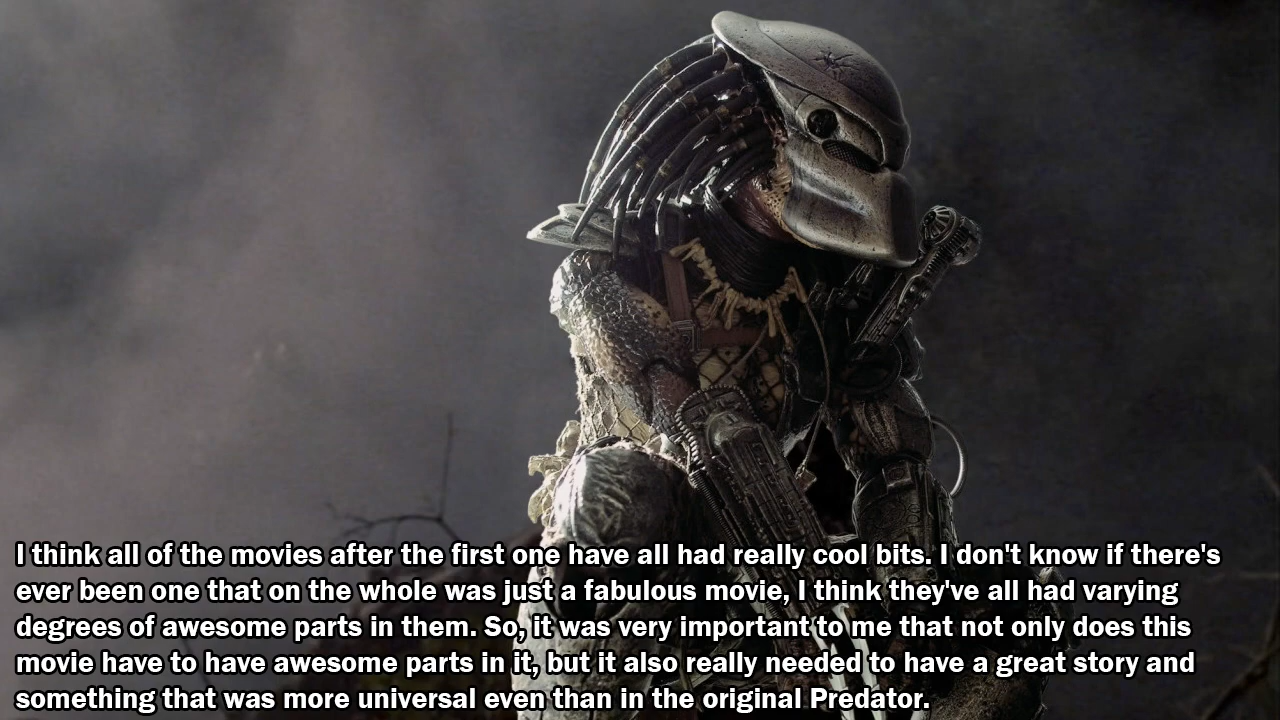 I think all of the movies after the first one have all had really cool bits. I don't know if there's
ever been one that on the whole was just a fabulous movie, I think they've all had varying
degrees of awesome parts in them. So, it was very important to me that not only does this
movie have to have awesome parts in it, but it also really needed to have a great story and
something that was more universal even than in the original Predator.